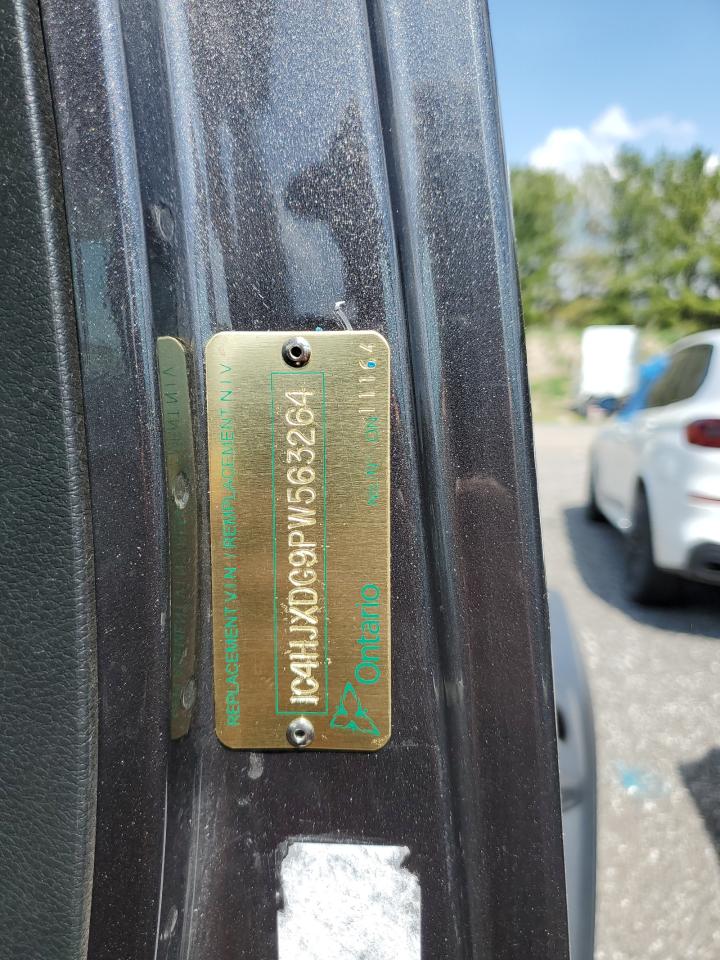 REPLACEMENT V.I.N. / REMPLACEMENT N.I.V.
1C4HJXDG9PW563264
Ontario
No. Nº ON 11164